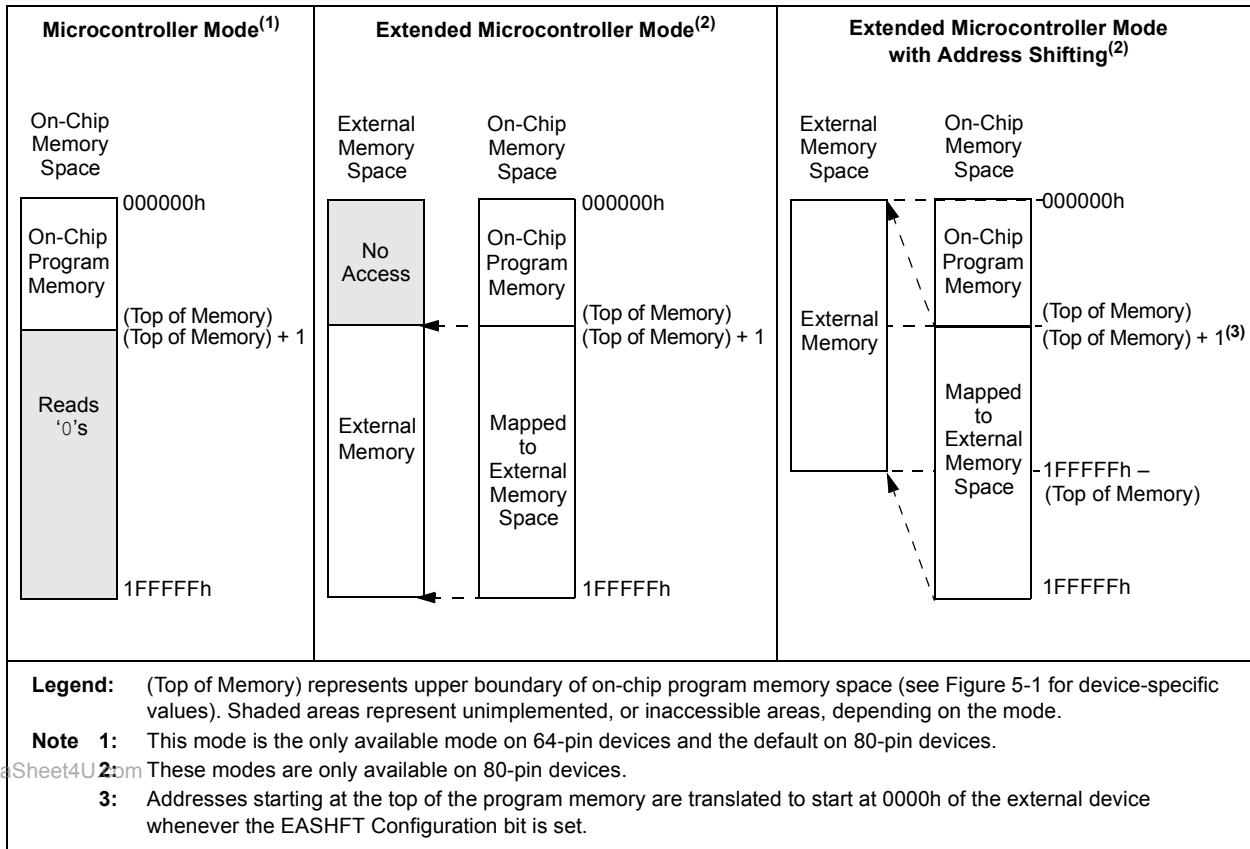 Microcontroller Mode(1)
On-Chip
Memory
Space
000000h
On-Chip
Program
Memory
(Top of Memory)
(Top of Memory) + 1
Reads
‘0’s
1FFFFFh
Extended Microcontroller Mode(2)
External
Memory
Space
On-Chip
Memory
Space
000000h
No
Access
On-Chip
Program
Memory
(Top of Memory)
(Top of Memory) + 1
External
Memory
Mapped
to
External
Memory
Space
1FFFFFh
Extended Microcontroller Mode
with Address Shifting(2)
External
Memory
Space
On-Chip
Memory
Space
000000h
On-Chip
Program
Memory
External
Memory
(Top of Memory)
(Top of Memory) + 1(3)
Mapped
to
External
Memory
Space
1FFFFFh –
(Top of Memory)
1FFFFFh
Legend: (Top of Memory) represents upper boundary of on-chip program memory space (see Figure 5-1 for device-specific
values). Shaded areas represent unimplemented, or inaccessible areas, depending on the mode.
Note 1: This mode is the only available mode on 64-pin devices and the default on 80-pin devices.
2: These modes are only available on 80-pin devices.
3: Addresses starting at the top of the program memory are translated to start at 0000h of the external device
whenever the EASHFT Configuration bit is set.